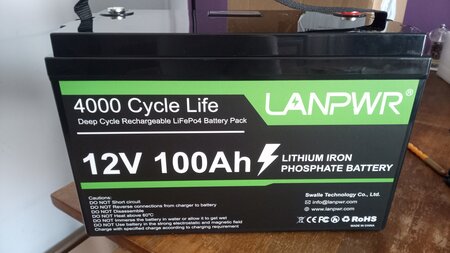 4000 Cycle Life
Deep Cycle Rechargeable LiFePo4 Battery Pack
LANPWR
12V 100Ah
LITHIUM IRON
PHOSPHATE BATTERY
Cautions:
DO NOT Short circuit
DO NOT Reverse connections from charger to battery
DO NOT Disassemble
DO NOT Heat above 60°C
DO NOT Immerse the battery in water or allow it to get wet
DO NOT Use battery in the strong electrostatic and magnetic field
Charge with specified charger according to charging requirement
Swalle Technology Co., Ltd.
info@lanpwr.com
www.lanpwr.com
CE FC RoHS
MADE IN CHINA